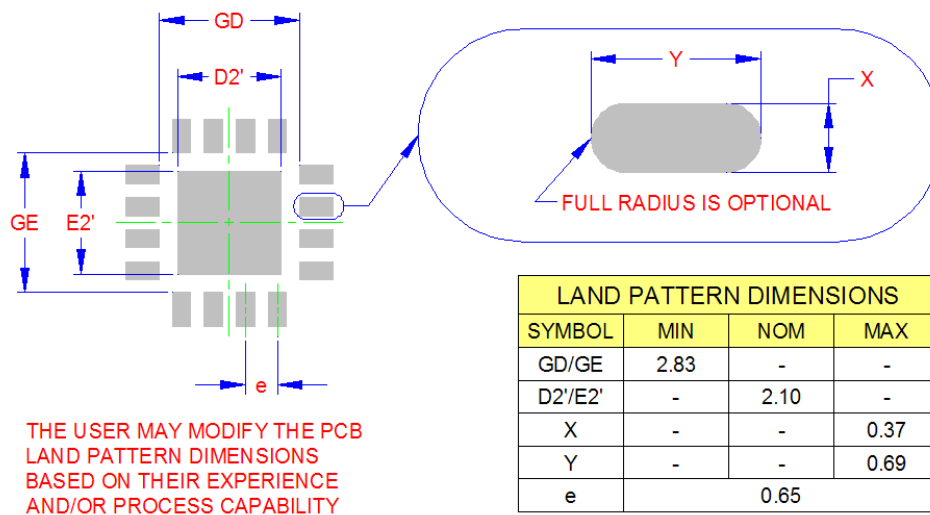 GD
D2'
GE
E2'
e
Y
X
FULL RADIUS IS OPTIONAL
THE USER MAY MODIFY THE PCB
LAND PATTERN DIMENSIONS
BASED ON THEIR EXPERIENCE
AND/OR PROCESS CAPABILITY
LAND PATTERN DIMENSIONS
SYMBOL MIN NOM MAX
GD/GE 2.83 - -
D2'/E2' - 2.10 -
X - - 0.37
Y - - 0.69
e 0.65